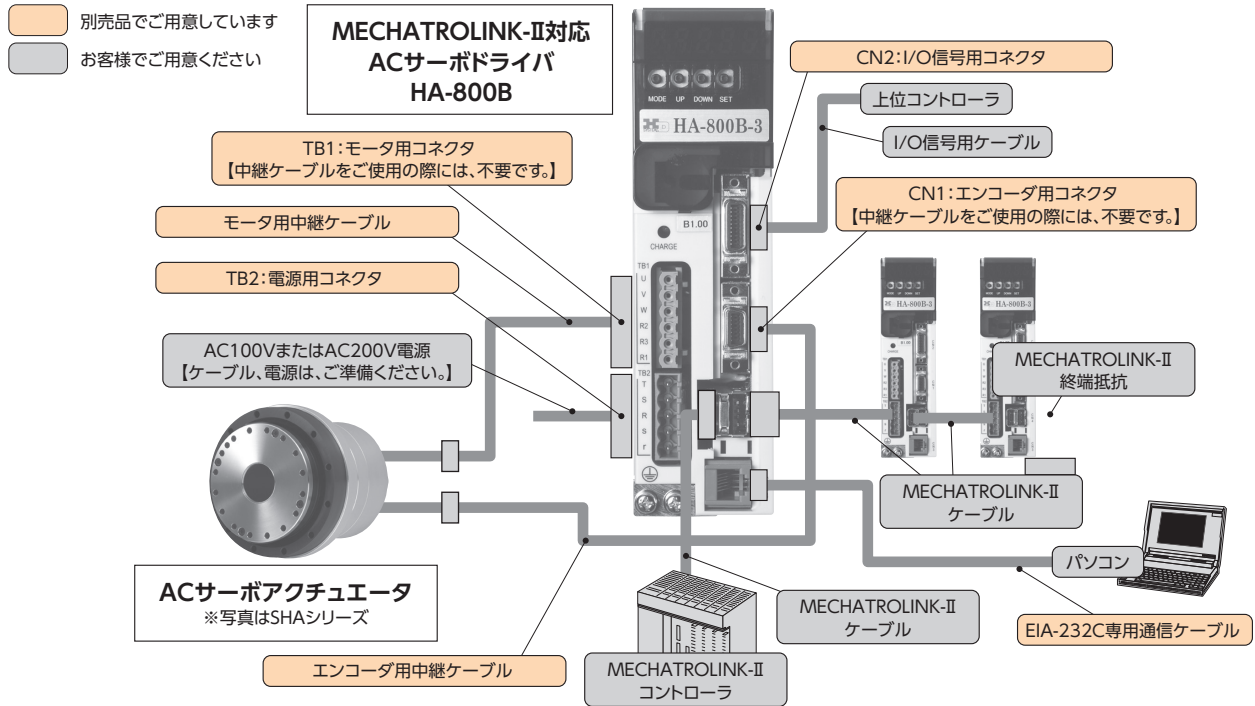 別売品でご用意しています
お客様でご用意ください
MECHATROLINK-Ⅱ対応
ACサーボドライバ
HA-800B
TB1：モータ用コネクタ
【中継ケーブルをご使用の際には、不要です。】
モータ用中継ケーブル
TB2：電源用コネクタ
AC100VまたはAC200V電源
【ケーブル、電源は、ご準備ください。】
MODE UP DOWN SET
HA-800B-3
B1.00
CHARGE
TB1
U
V
W
R2
R3
R1
TB2
T
S
R
s
r
CN2：I/O信号用コネクタ
上位コントローラ
I/O信号用ケーブル
CN1：エンコーダ用コネクタ
【中継ケーブルをご使用の際には、不要です。】
MODE UP DOWN SET
HA-800B-3
MODE UP DOWN SET
HA-800B-3
MECHATROLINK-Ⅱ
終端抵抗
MECHATROLINK-Ⅱ
ケーブル
パソコン
EIA-232C専用通信ケーブル
ACサーボアクチュエータ
※写真はSHAシリーズ
エンコーダ用中継ケーブル
MECHATROLINK-Ⅱ
コントローラ
MECHATROLINK-Ⅱ
ケーブル